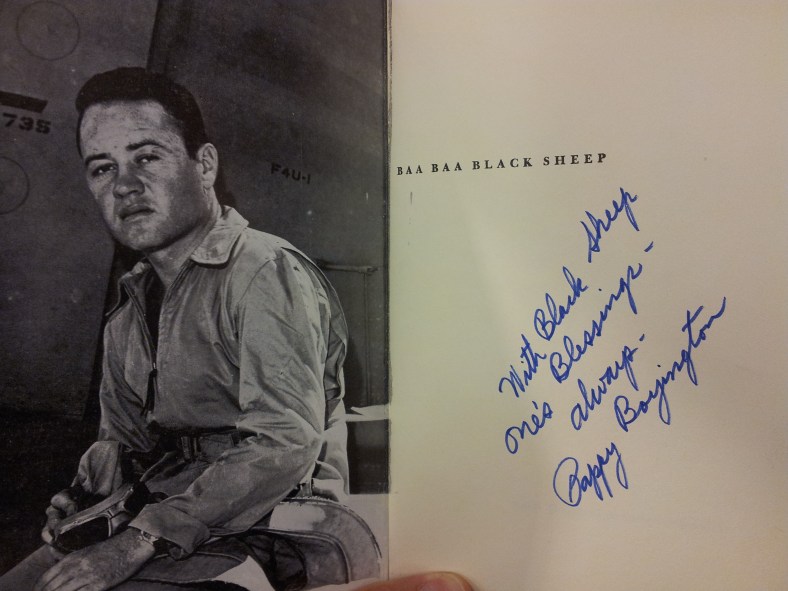 735
F4U-1
BAA BAA BLACK SHEEP
With Black Sheep
one's Blessings-
always-
Pappy Boyington